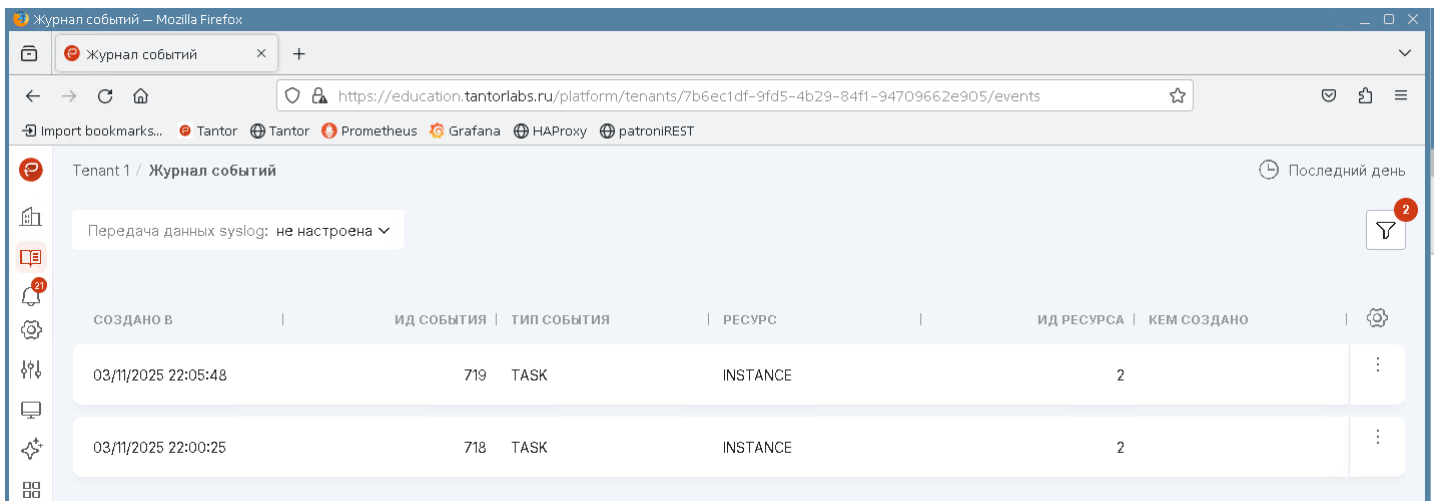 Журнал событий — Mozilla Firefox
Журнал событий
https://education.tantorlabs.ru/platform/tenants/7b6ec1df-9fd5-4b29-84f1-94709662e905/events
Import bookmarks... Tantor Tantor Prometheus Grafana HAProxy patroniREST
Tenant 1 / Журнал событий Последний день
2
Передача данных syslog: не настроена
21
СОЗДАНО В ИД СОБЫТИЯ ТИП СОБЫТИЯ РЕСУРС ИД РЕСУРСА КЕМ СОЗДАНО
03/11/2025 22:05:48 719 TASK INSTANCE 2
03/11/2025 22:00:25 718 TASK INSTANCE 2